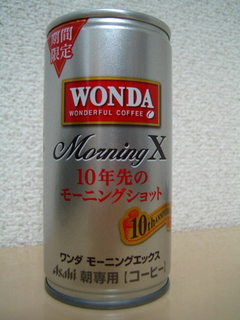 期間
限定
WONDA
WONDERFUL COFFEE
Morning X
10年先の
モーニングショット
10th
ワンダ モーニングエックス
Asahi 朝専用 [コーヒー]